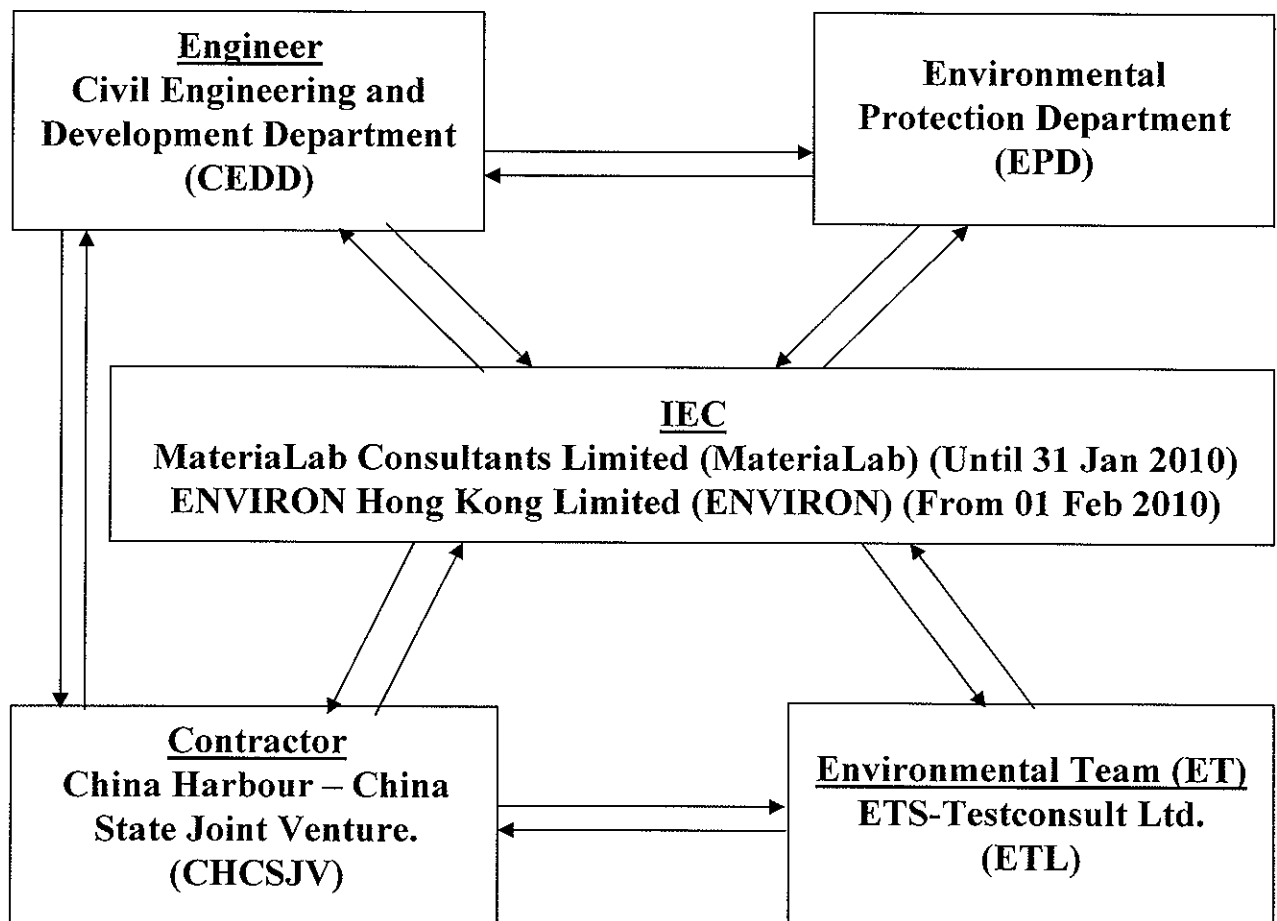 Engineer
Civil Engineering and
Development Department
(CEDD)
Environmental
Protection Department
(EPD)
IEC
MateriaLab Consultants Limited (MateriaLab) (Until 31 Jan 2010)
ENVIRON Hong Kong Limited (ENVIRON) (From 01 Feb 2010)
Contractor
China Harbour – China
State Joint Venture.
(CHCSJV)
Environmental Team (ET)
ETS-Testconsult Ltd.
(ETL)